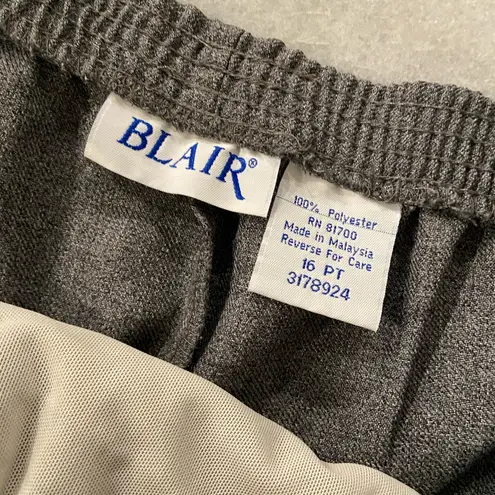 BLAIR®
100% Polyester
RN 81700
Made in Malaysia
Reverse For Care
16 PT
3178924